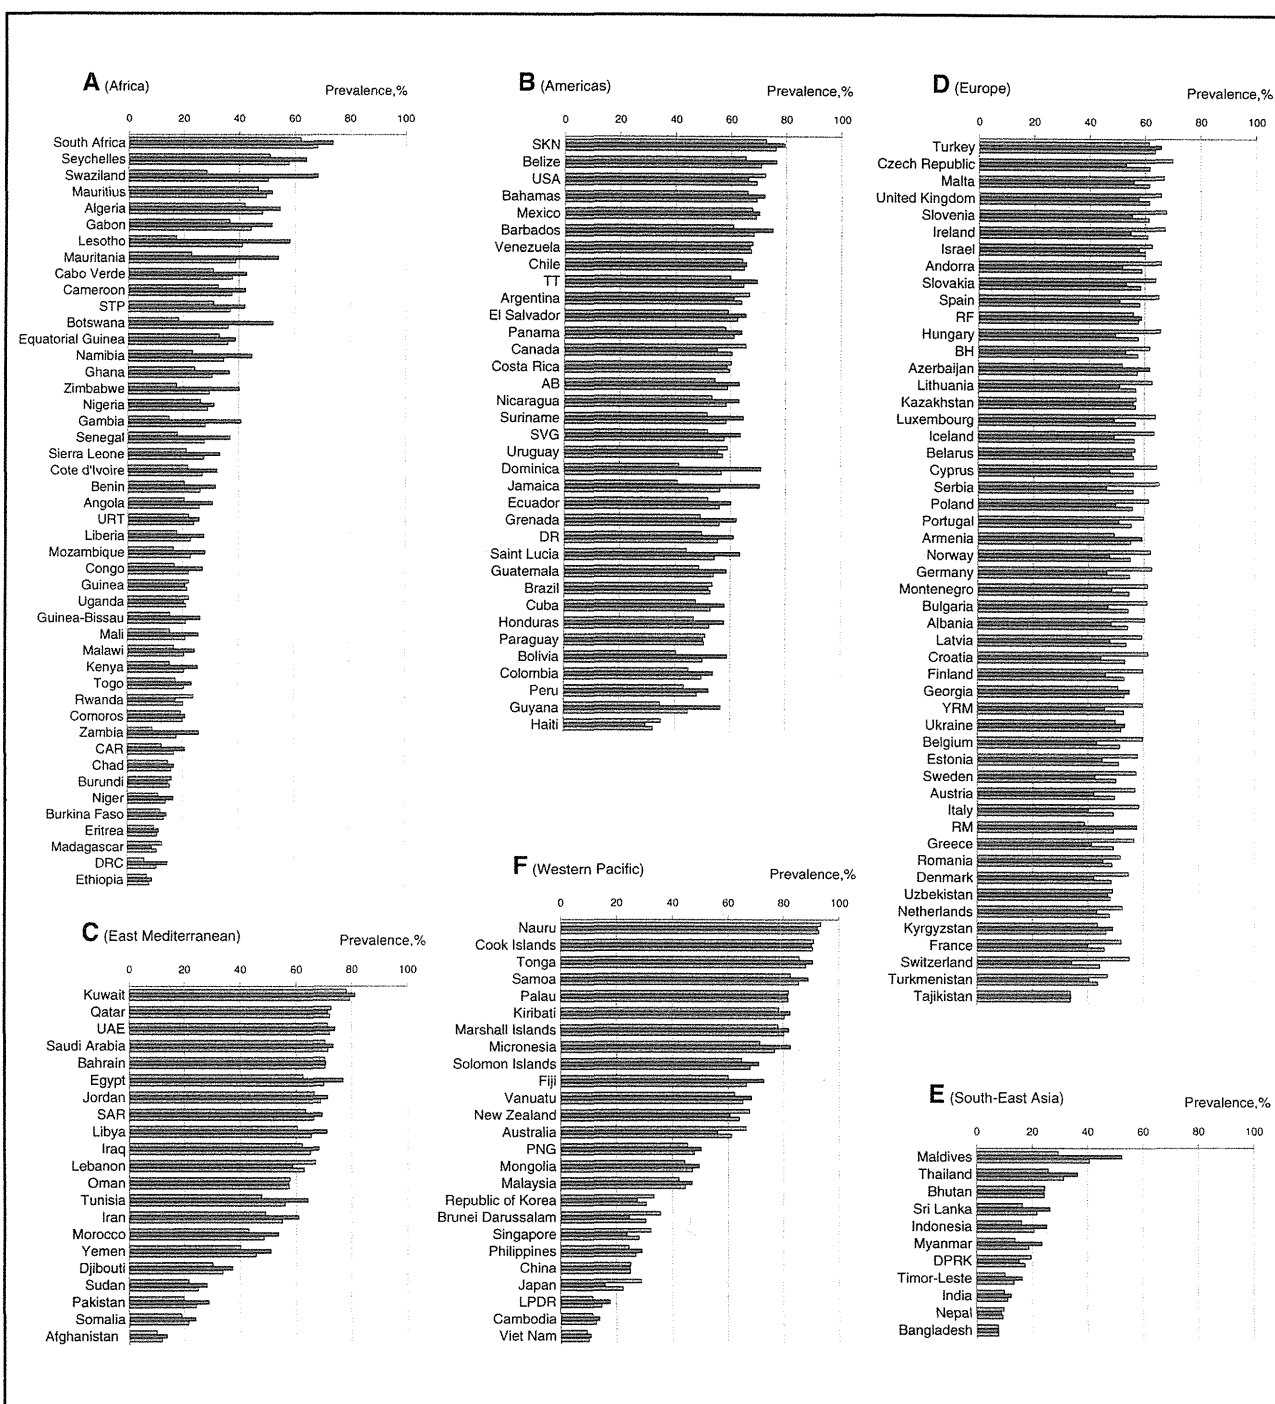 A (Africa)
Prevalence,%
0 20 40 60 80 100
South Africa
Seychelles
Swaziland
Mauritius
Algeria
Gabon
Lesotho
Mauritania
Cabo Verde
Cameroon
STP
Botswana
Equatorial Guinea
Namibia
Ghana
Zimbabwe
Nigeria
Gambia
Senegal
Sierra Leone
Cote d'Ivoire
Benin
Angola
URT
Liberia
Mozambique
Congo
Guinea
Uganda
Guinea-Bissau
Mali
Malawi
Kenya
Togo
Rwanda
Comoros
Zambia
CAR
Chad
Burundi
Niger
Burkina Faso
Eritrea
Madagascar
DRC
Ethiopia
B (Americas)
Prevalence,%
0 20 40 60 80 100
SKN
Belize
USA
Bahamas
Mexico
Barbados
Venezuela
Chile
TT
Argentina
El Salvador
Panama
Canada
Costa Rica
AB
Nicaragua
Suriname
SVG
Uruguay
Dominica
Jamaica
Ecuador
Grenada
DR
Saint Lucia
Guatemala
Brazil
Cuba
Honduras
Paraguay
Bolivia
Colombia
Peru
Guyana
Haiti
C (East Mediterranean)
Prevalence,%
0 20 40 60 80 100
Kuwait
Qatar
UAE
Saudi Arabia
Bahrain
Egypt
Jordan
SAR
Libya
Iraq
Lebanon
Oman
Tunisia
Iran
Morocco
Yemen
Djibouti
Sudan
Pakistan
Somalia
Afghanistan
F (Western Pacific)
Prevalence,%
0 20 40 60 80 100
Nauru
Cook Islands
Tonga
Samoa
Palau
Kiribati
Marshall Islands
Micronesia
Solomon Islands
Fiji
Vanuatu
New Zealand
Australia
PNG
Mongolia
Malaysia
Republic of Korea
Brunei Darussalam
Singapore
Philippines
China
Japan
LPDR
Cambodia
Viet Nam
D (Europe)
Prevalence,%
0 20 40 60 80 100
Turkey
Czech Republic
Malta
United Kingdom
Slovenia
Ireland
Israel
Andorra
Slovakia
Spain
RF
Hungary
BH
Azerbaijan
Lithuania
Kazakhstan
Luxembourg
Iceland
Belarus
Cyprus
Serbia
Poland
Portugal
Armenia
Norway
Germany
Montenegro
Bulgaria
Albania
Latvia
Croatia
Finland
Georgia
YRM
Ukraine
Belgium
Estonia
Sweden
Austria
Italy
RM
Greece
Romania
Denmark
Uzbekistan
Netherlands
Kyrgyzstan
France
Switzerland
Turkmenistan
Tajikistan
E (South-East Asia)
Prevalence,%
0 20 40 60 80 100
Maldives
Thailand
Bhutan
Sri Lanka
Indonesia
Myanmar
DPRK
Timor-Leste
India
Nepal
Bangladesh